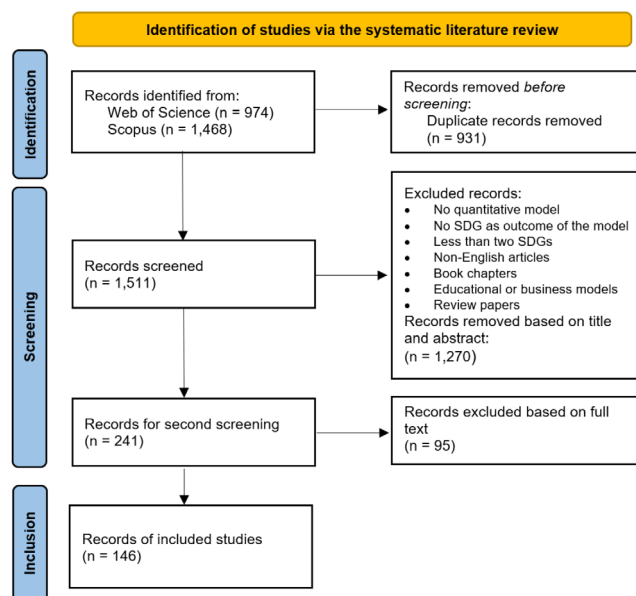 Identification of studies via the systematic literature review
Identification
Records identified from:
Web of Science (n = 974)
Scopus (n = 1,468)
Records removed before
screening:
Duplicate records removed
(n = 931)
Screening
Records screened
(n = 1,511)
Excluded records:
• No quantitative model
• No SDG as outcome of the model
• Less than two SDGs
• Non-English articles
• Book chapters
• Educational or business models
• Review papers
Records removed based on title
and abstract:
(n = 1,270)
Records for second screening
(n = 241)
Records excluded based on full
text
(n = 95)
Inclusion
Records of included studies
(n = 146)